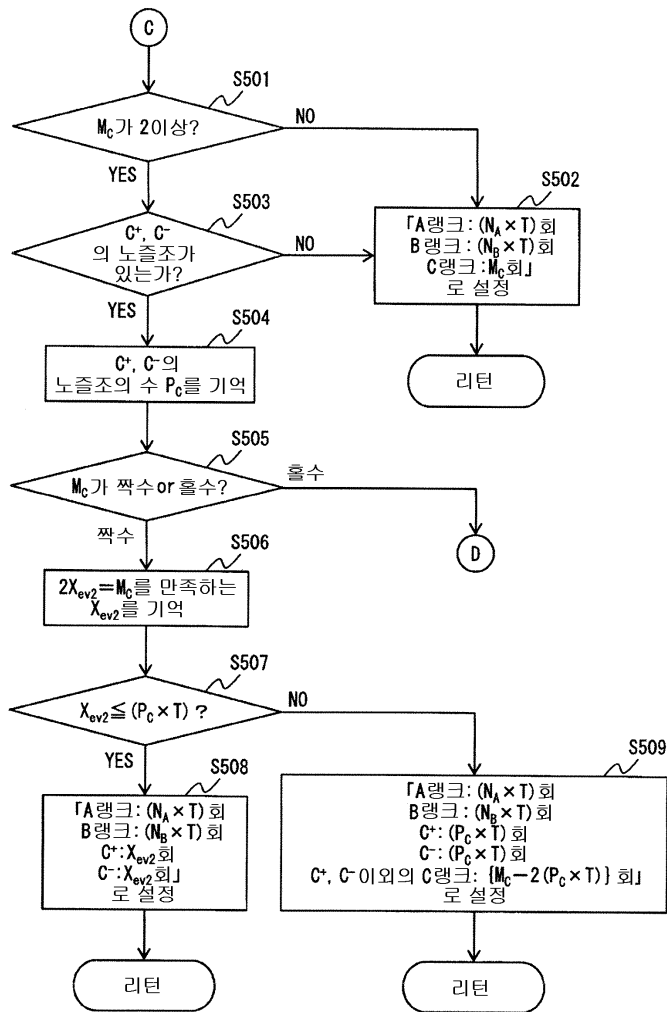 C
S501
M_C가 2이상?
NO
YES
S503
C⁺, C⁻
의 노즐조가
있는가?
NO
YES
S502
「A랭크: (N_A×T)회
B랭크: (N_B×T)회
C랭크:M_C회」
로 설정
리턴
S504
C⁺, C⁻의
노즐조의 수 P_C를 기억
S505
M_C가 짝수or 홀수?
홀수
짝수
D
S506
2X_ev2=M_C를 만족하는
X_ev2를 기억
S507
X_ev2≦(P_C×T) ?
NO
YES
S508
「A랭크: (N_A×T)회
B랭크: (N_B×T)회
C⁺:X_ev2회
C⁻:X_ev2회」
로 설정
리턴
S509
「A랭크: (N_A×T)회
B랭크: (N_B×T)회
C⁺: (P_C×T)회
C⁻: (P_C×T)회
C⁺, C⁻이외의 C랭크: {M_C-2(P_C×T)}회」
로 설정
리턴